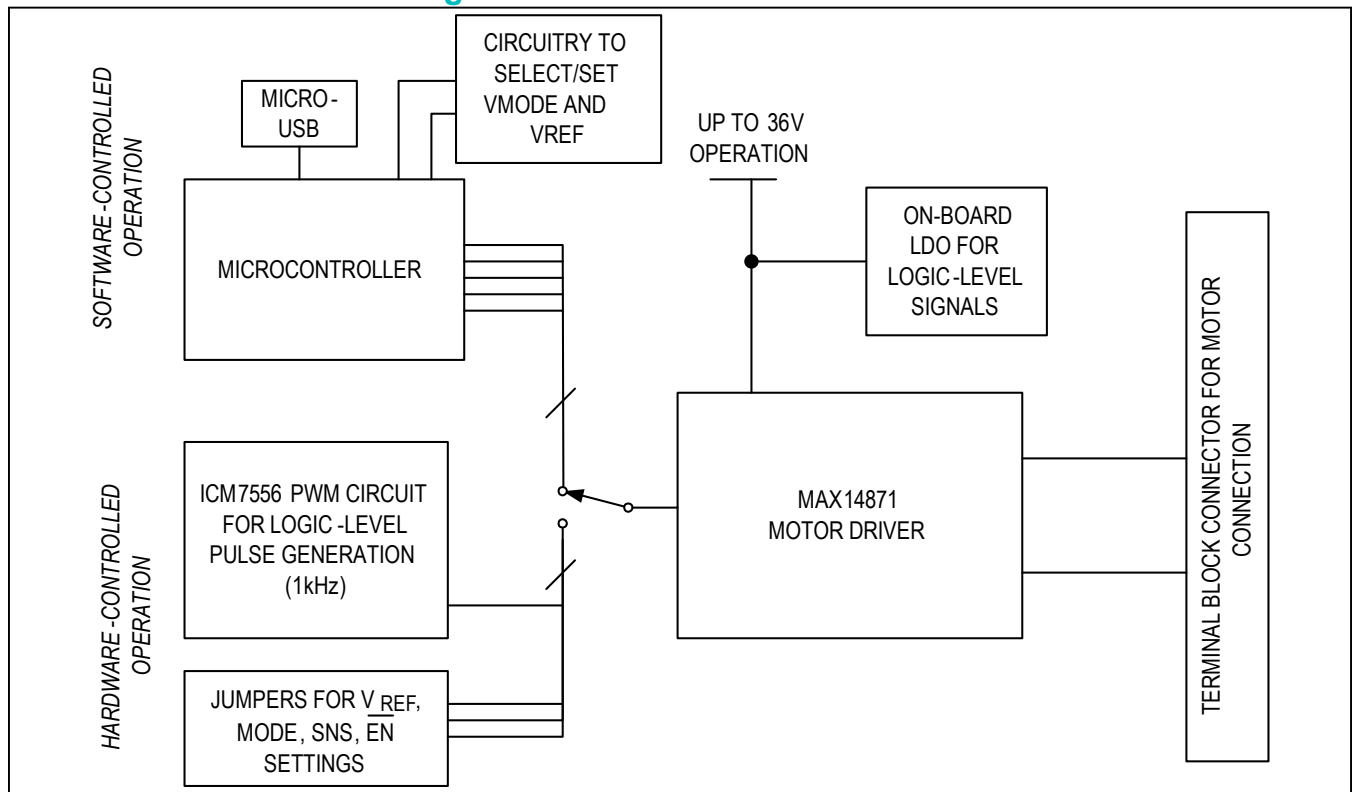 g
CIRCUITRY TO
SELECT/SET
VMODE AND
VREF
MICRO-
USB
SOFTWARE-CONTROLLED
OPERATION
MICROCONTROLLER
UP TO 36V
OPERATION
ON-BOARD
LDO FOR
LOGIC-LEVEL
SIGNALS
HARDWARE-CONTROLLED
OPERATION
ICM7556 PWM CIRCUIT
FOR LOGIC-LEVEL
PULSE GENERATION
(1kHz)
MAX14871
MOTOR DRIVER
TERMINAL BLOCK CONNECTOR FOR MOTOR
CONNECTION
JUMPERS FOR V REF,
MODE, SNS, E̅N̅
SETTINGS